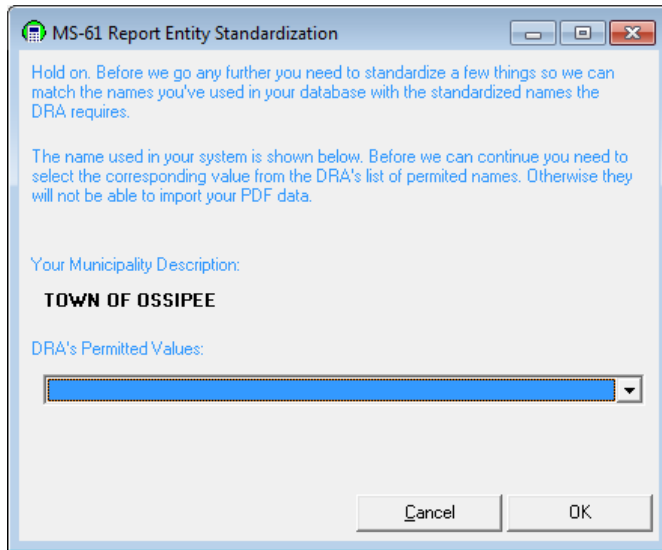 MS-61 Report Entity Standardization
Hold on. Before we go any further you need to standardize a few things so we can
match the names you've used in your database with the standardized names the
DRA requires.
The name used in your system is shown below. Before we can continue you need to
select the corresponding value from the DRA's list of permited names. Otherwise they
will not be able to import your PDF data.
Your Municipality Description:
TOWN OF OSSIPEE
DRA's Permitted Values:
Cancel OK